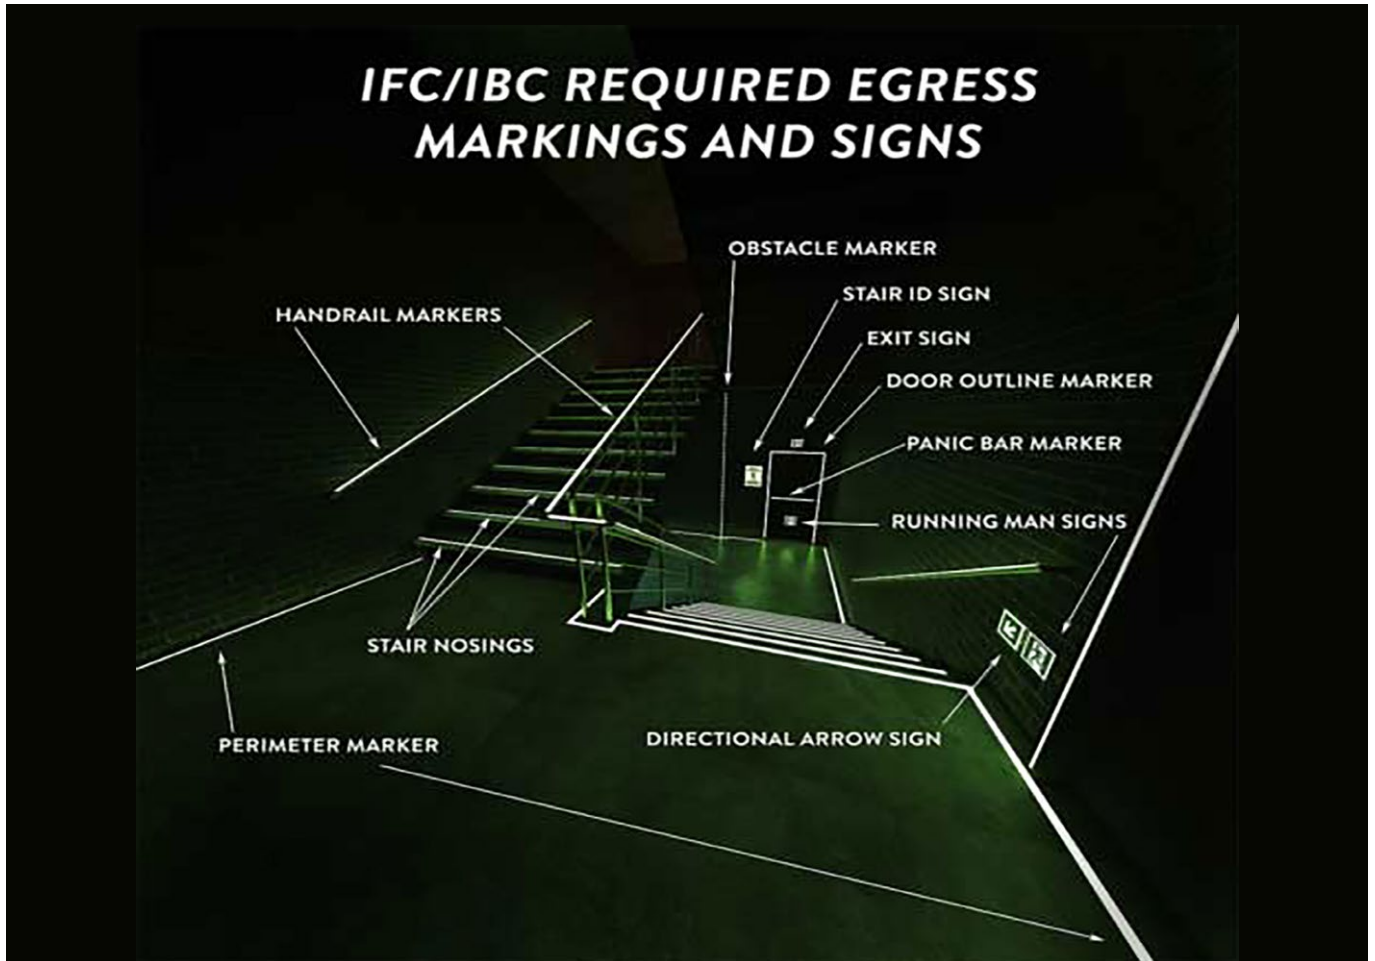 IFC/IBC REQUIRED EGRESS
MARKINGS AND SIGNS
OBSTACLE MARKER
STAIR ID SIGN
HANDRAIL MARKERS
EXIT SIGN
DOOR OUTLINE MARKER
PANIC BAR MARKER
RUNNING MAN SIGNS
STAIR NOSINGS
DIRECTIONAL ARROW SIGN
PERIMETER MARKER